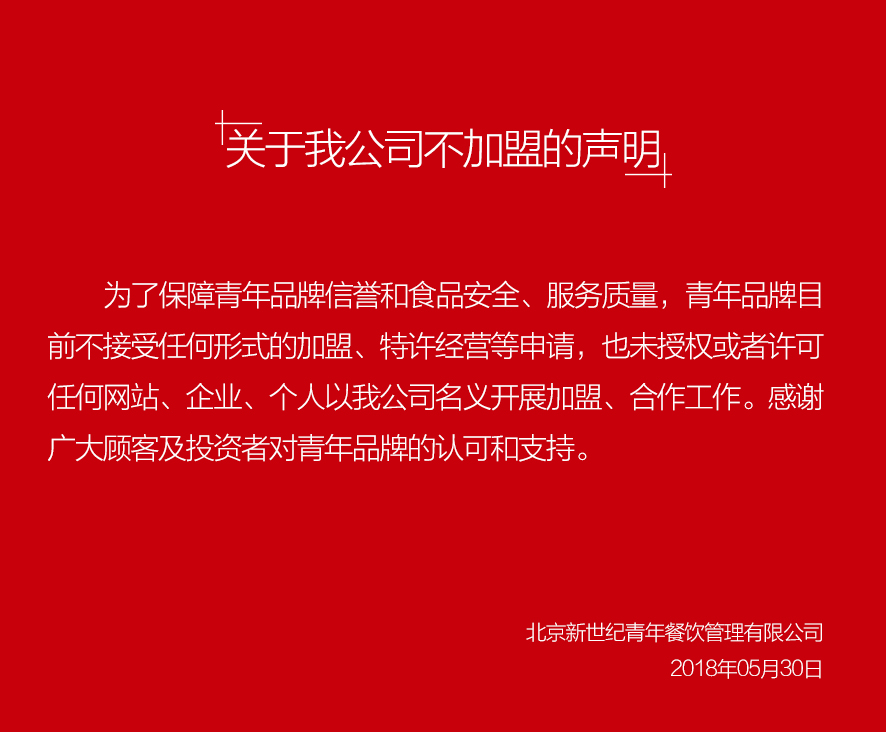 关于我公司不加盟的声明
为了保障青年品牌信誉和食品安全、服务质量，青年品牌目
前不接受任何形式的加盟、特许经营等申请，也未授权或者许可
任何网站、企业、个人以我公司名义开展加盟、合作工作。感谢
广大顾客及投资者对青年品牌的认可和支持。
北京新世纪青年餐饮管理有限公司
2018年05月30日